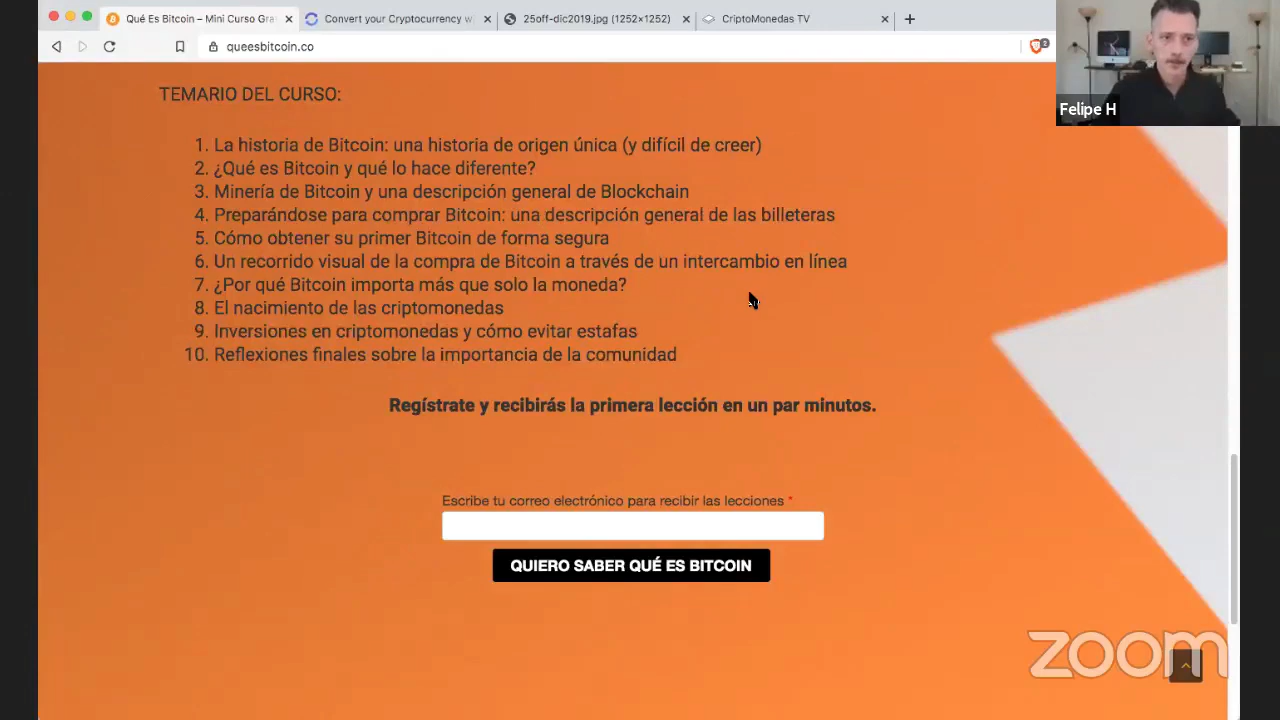 Qué Es Bitcoin – Mini Curso Gra
Convert your Cryptocurrency w
25off-dic2019.jpg (1252×1252)
CriptoMonedas TV
queesbitcoin.co
2
Felipe H
TEMARIO DEL CURSO:
1. La historia de Bitcoin: una historia de origen única (y difícil de creer)
2. ¿Qué es Bitcoin y qué lo hace diferente?
3. Minería de Bitcoin y una descripción general de Blockchain
4. Preparándose para comprar Bitcoin: una descripción general de las billeteras
5. Cómo obtener su primer Bitcoin de forma segura
6. Un recorrido visual de la compra de Bitcoin a través de un intercambio en línea
7. ¿Por qué Bitcoin importa más que solo la moneda?
8. El nacimiento de las criptomonedas
9. Inversiones en criptomonedas y cómo evitar estafas
10. Reflexiones finales sobre la importancia de la comunidad
Regístrate y recibirás la primera lección en un par minutos.
Escribe tu correo electrónico para recibir las lecciones *
QUIERO SABER QUÉ ES BITCOIN
zoom